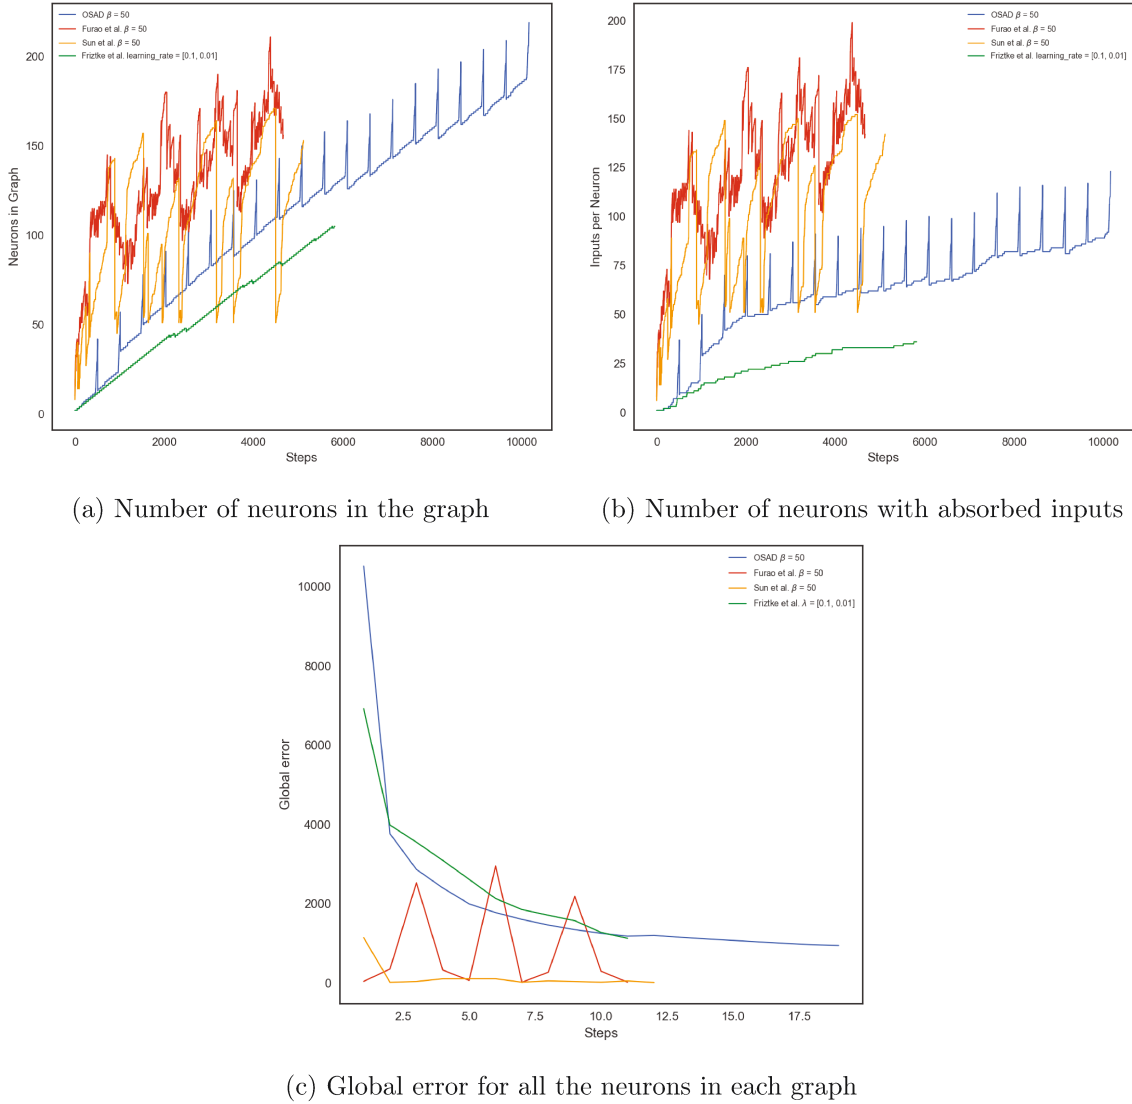 OSAD β = 50
Furao et al. β = 50
Sun et al. β = 50
Friztke et al. learning_rate = [0.1, 0.01]
200
150
100
50
0
Neurons in Graph
0
2000
4000
6000
8000
10000
Steps
(a) Number of neurons in the graph
OSAD β = 50
Furao et al. β = 50
Sun et al. β = 50
Friztke et al. learning_rate = [0.1, 0.01]
200
175
150
125
100
75
50
25
0
Inputs per Neuron
0
2000
4000
6000
8000
10000
Steps
(b) Number of neurons with absorbed inputs
OSAD β = 50
Furao et al. β = 50
Sun et al. β = 50
Friztke et al. λ = [0.1, 0.01]
10000
8000
6000
4000
2000
0
Global error
2.5
5.0
7.5
10.0
12.5
15.0
17.5
Steps
(c) Global error for all the neurons in each graph